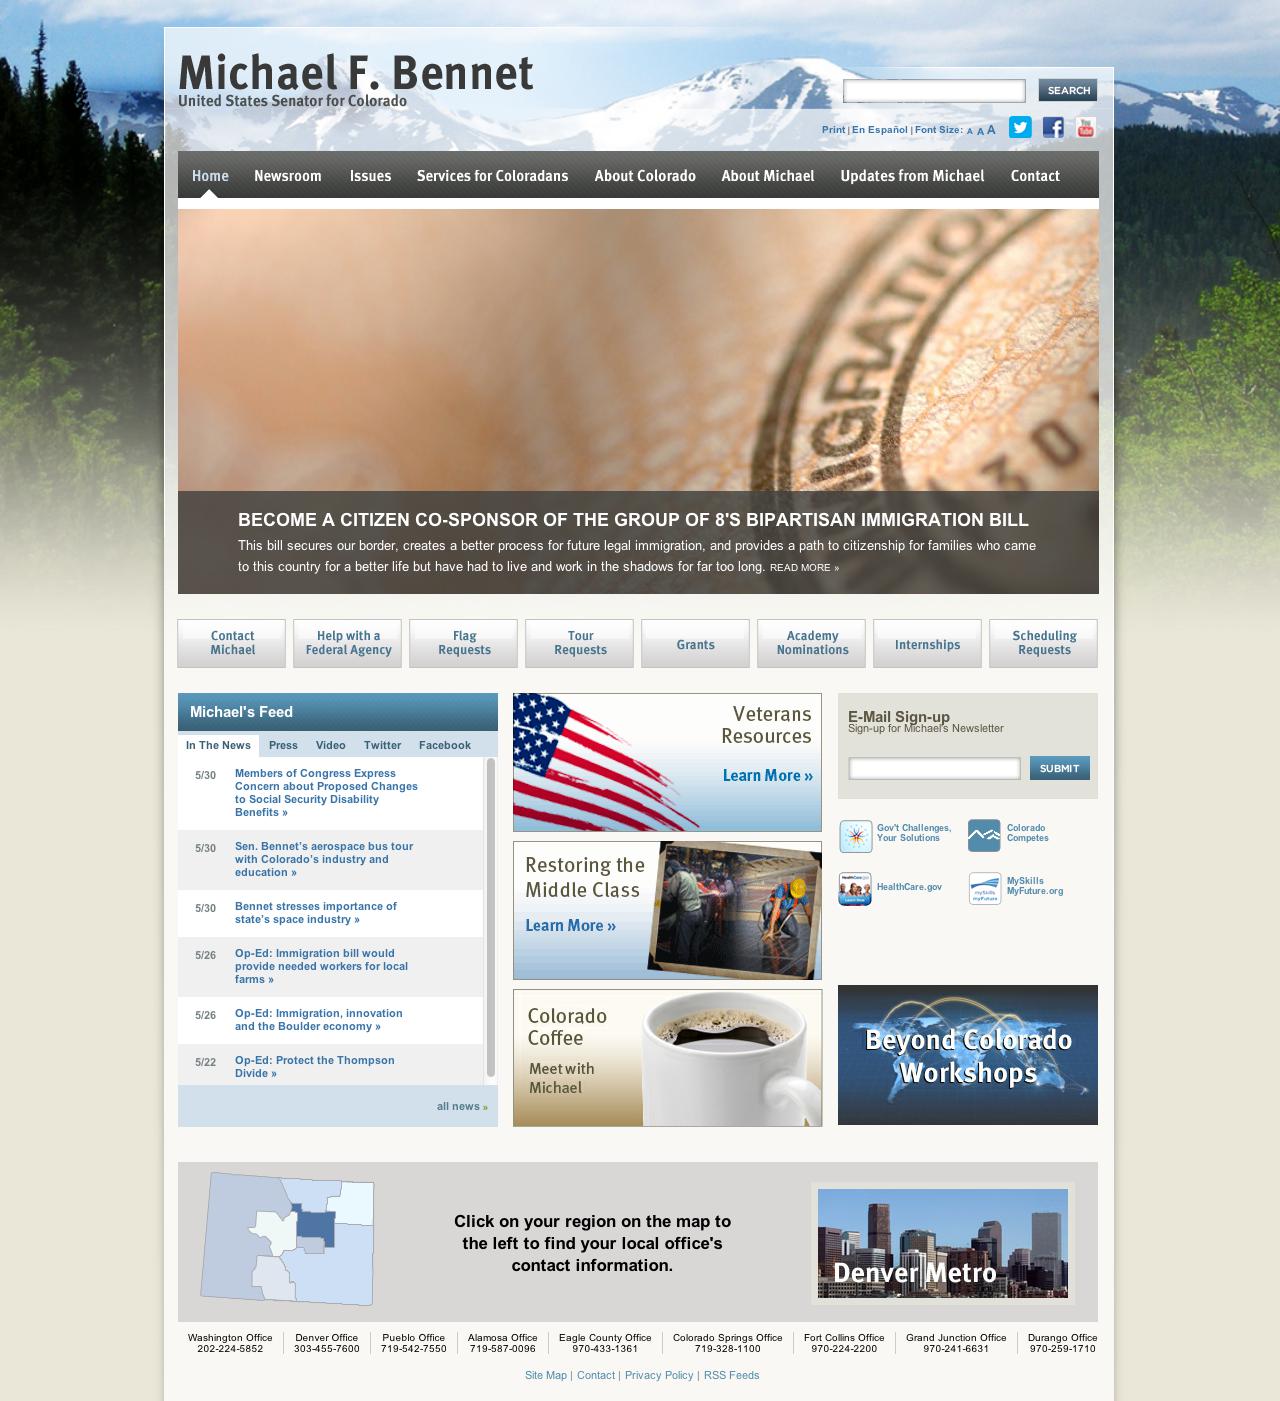 Michael F. Bennet
United States Senator for Colorado
SEARCH
Print | En Español | Font Size: A A A
You
Tube
Home Newsroom Issues Services for Coloradans About Colorado About Michael Updates from Michael Contact
MIGRATION
30
BECOME A CITIZEN CO-SPONSOR OF THE GROUP OF 8'S BIPARTISAN IMMIGRATION BILL
This bill secures our border, creates a better process for future legal immigration, and provides a path to citizenship for families who came
to this country for a better life but have had to live and work in the shadows for far too long. READ MORE »
Contact
Michael
Help with a
Federal Agency
Flag
Requests
Tour
Requests
Grants
Academy
Nominations
Internships
Scheduling
Requests
Michael's Feed
In The News Press Video Twitter Facebook
5/30 Members of Congress Express
Concern about Proposed Changes
to Social Security Disability
Benefits »
5/30 Sen. Bennet's aerospace bus tour
with Colorado's industry and
education »
5/30 Bennet stresses importance of
state's space industry »
5/26 Op-Ed: Immigration bill would
provide needed workers for local
farms »
5/26 Op-Ed: Immigration, innovation
and the Boulder economy »
5/22 Op-Ed: Protect the Thompson
Divide »
all news »
Veterans
Resources
Learn More »
Restoring the
Middle Class
Learn More »
Colorado
Coffee
Meet with
Michael
E-Mail Sign-up
Sign-up for Michael's Newsletter
SUBMIT
Gov't Challenges,
Your Solutions
Colorado
Competes
HealthCare.gov
HealthCare.gov
mySkills
myFuture
MySkills
MyFuture.org
Beyond Colorado
Workshops
Click on your region on the map to
the left to find your local office's
contact information.
Denver Metro
Washington Office Denver Office Pueblo Office Alamosa Office Eagle County Office Colorado Springs Office Fort Collins Office Grand Junction Office Durango Office
202-224-5852 303-455-7600 719-542-7550 719-587-0096 970-433-1361 719-328-1100 970-224-2200 970-241-6631 970-259-1710
Site Map | Contact | Privacy Policy | RSS Feeds